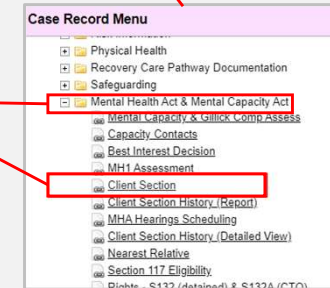 Case Record Menu
Risk Information
Physical Health
Recovery Care Pathway Documentation
Safeguarding
Mental Health Act & Mental Capacity Act
Mental Capacity & Gillick Comp Assess
Capacity Contacts
Best Interest Decision
MH1 Assessment
Client Section
Client Section History (Report)
MHA Hearings Scheduling
Client Section History (Detailed View)
Nearest Relative
Section 117 Eligibility
Rights - S132 (detained) & S132A (CTO)